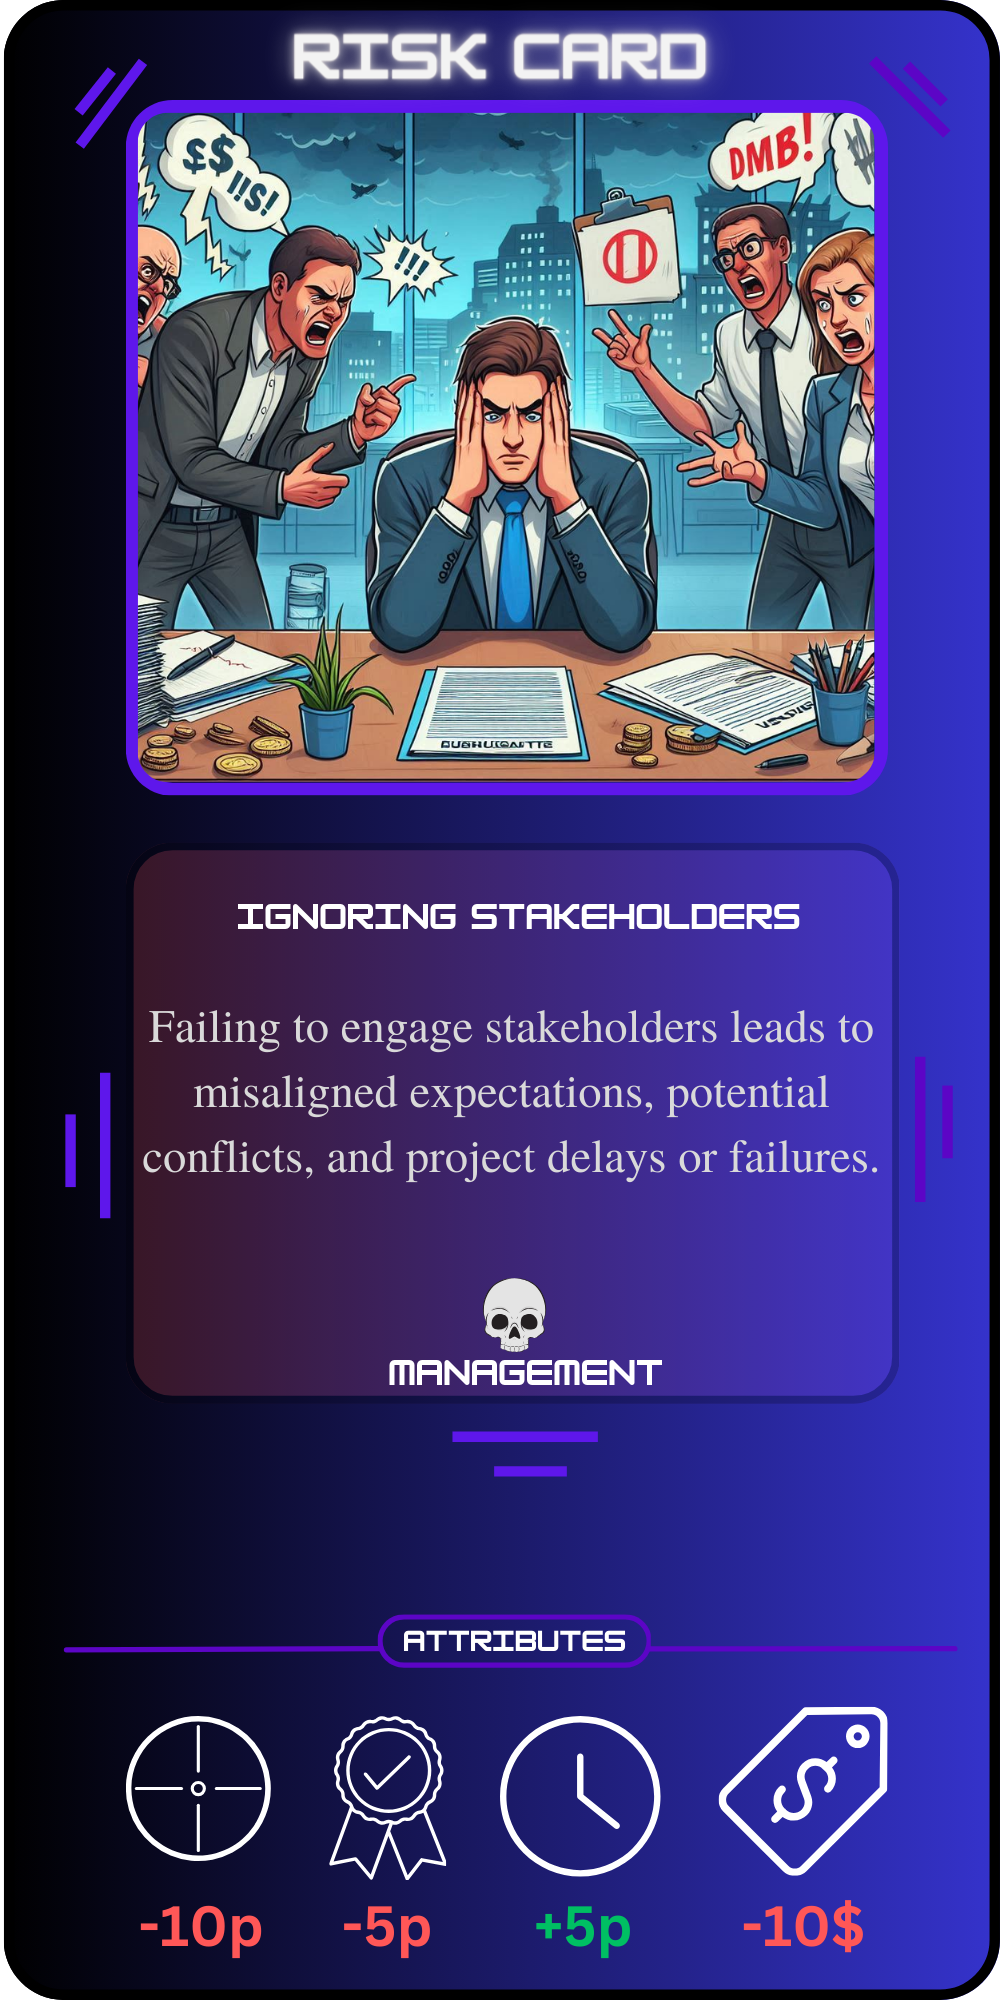 RISK CARD
£$
!!S!
!!!
DMB!
IGNORING STAKEHOLDERS
Failing to engage stakeholders leads to
misaligned expectations, potential
conflicts, and project delays or failures.
MANAGEMENT
ATTRIBUTES
-10p -5p +5p -10$